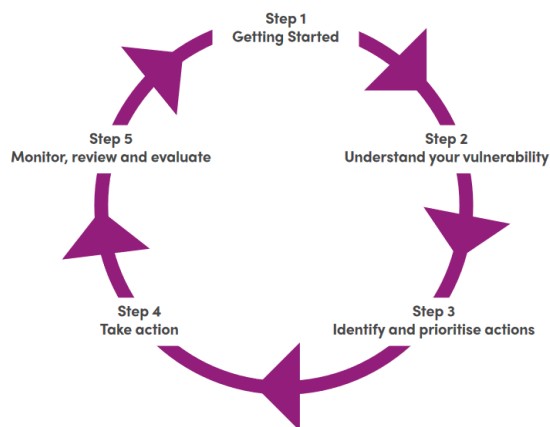 Step 1
Getting Started
Step 2
Understand your vulnerability
Step 3
Identify and prioritise actions
Step 4
Take action
Step 5
Monitor, review and evaluate